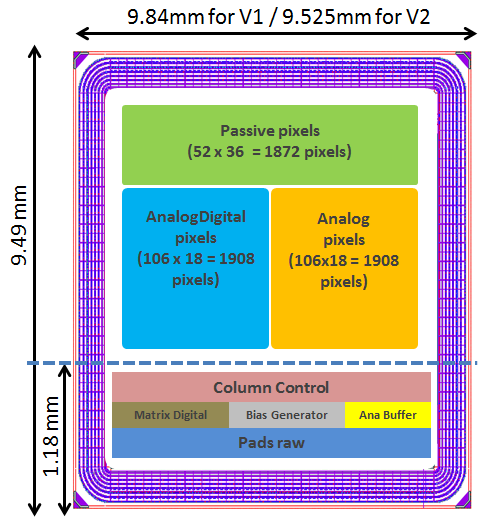 9.84mm for V1 / 9.525mm for V2
9.49 mm
Passive pixels
(52 x 36  = 1872 pixels)
AnalogDigital
pixels
(106 x 18 = 1908
pixels)
Analog
pixels
(106x18 = 1908
pixels)
1.18 mm
Column Control
Matrix Digital
Bias Generator
Ana Buffer
Pads raw